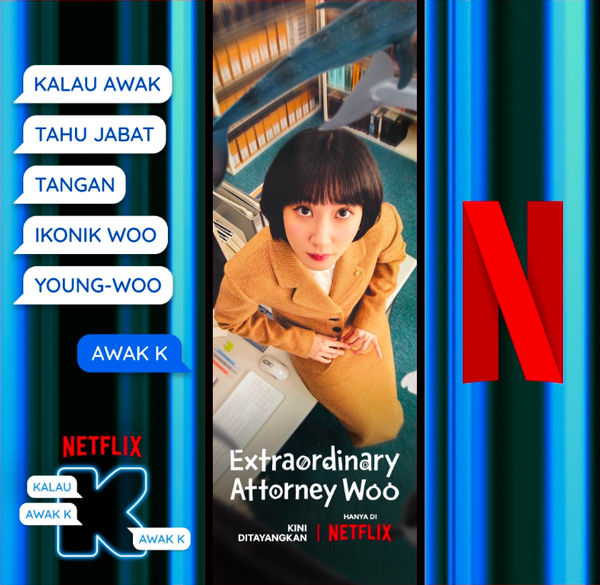 KALAU AWAK
TAHU JABAT
TANGAN
IKONIK WOO
YOUNG-WOO
AWAK K
NETFLIX
K
KALAU
AWAK K
AWAK K
Extraordinary
Attorney Woo
KINI
DITAYANGKAN
HANYA DI
NETFLIX
N